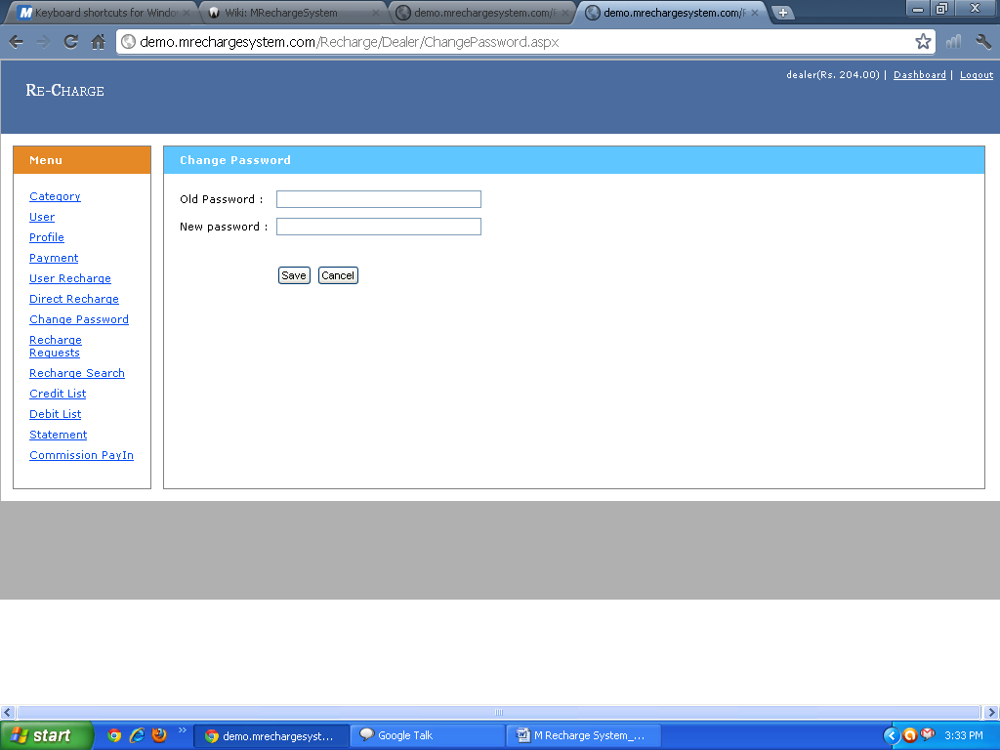 Keyboard shortcuts for Windo
Wiki: MRechargeSystem
demo.mrechargesystem.com/F
demo.mrechargesystem.com/F
demo.mrechargesystem.com/Recharge/Dealer/ChangePassword.aspx
RE-CHARGE
dealer(Rs. 204.00) | Dashboard | Logout
Menu
Category
User
Profile
Payment
User Recharge
Direct Recharge
Change Password
Recharge
Requests
Recharge Search
Credit List
Debit List
Statement
Commission PayIn
Change Password
Old Password :
New password :
Save Cancel
start
demo.mrechargesyst...
Google Talk
M Recharge System_...
3:33 PM